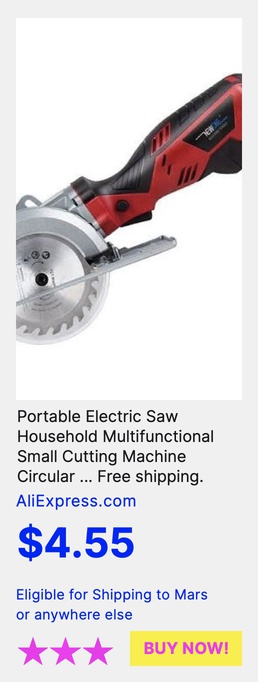 Portable Electric Saw
Household Multifunctional
Small Cutting Machine
Circular ... Free shipping.
AliExpress.com
$4.55
Eligible for Shipping to Mars
or anywhere else
BUY NOW!